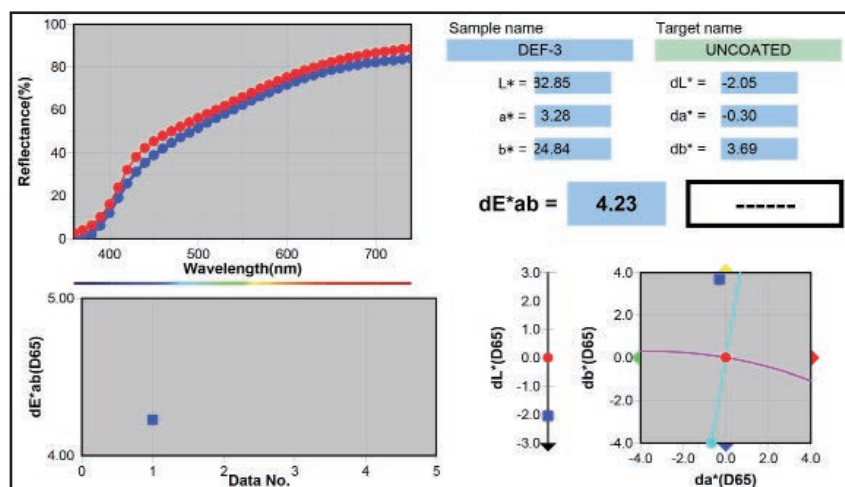 Sample name
Target name
DEF-3
UNCOATED
L* = 82.85
dL* = -2.05
a* = 3.28
da* = -0.30
b* = 24.84
db* = 3.69
dE*ab = 4.23
------
Reflectance(%)
100
80
60
40
20
0
400 500 600 700
Wavelength(nm)
dE*ab(D65)
5.00
4.00
0 1 2 3 4 5
Data No.
dL*(D65)
3.0
2.0
1.0
0.0
-1.0
-2.0
-3.0
db*(D65)
4.0
2.0
0.0
-2.0
-4.0
-4.0 -2.0 0.0 2.0 4.0
da*(D65)